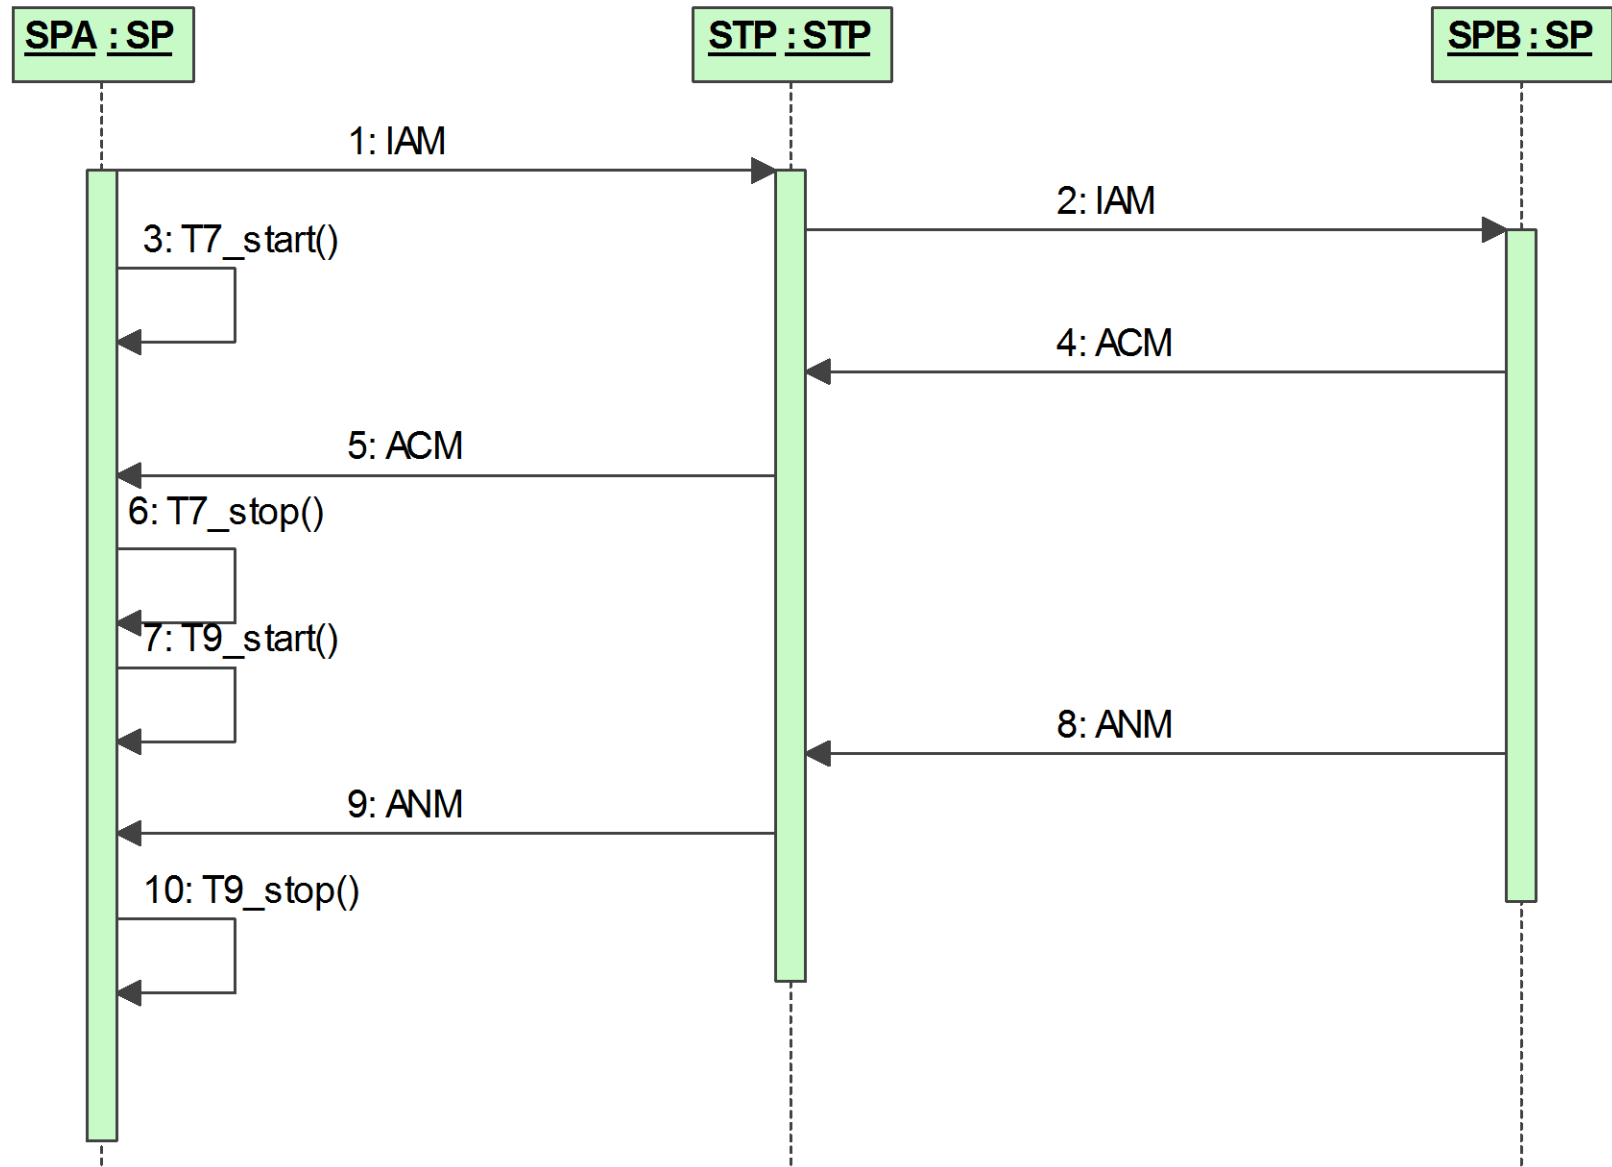 SPA : SP
STP : STP
SPB : SP
1: IAM
2: IAM
3: T7_start()
4: ACM
5: ACM
6: T7_stop()
7: T9_start()
8: ANM
9: ANM
10: T9_stop()